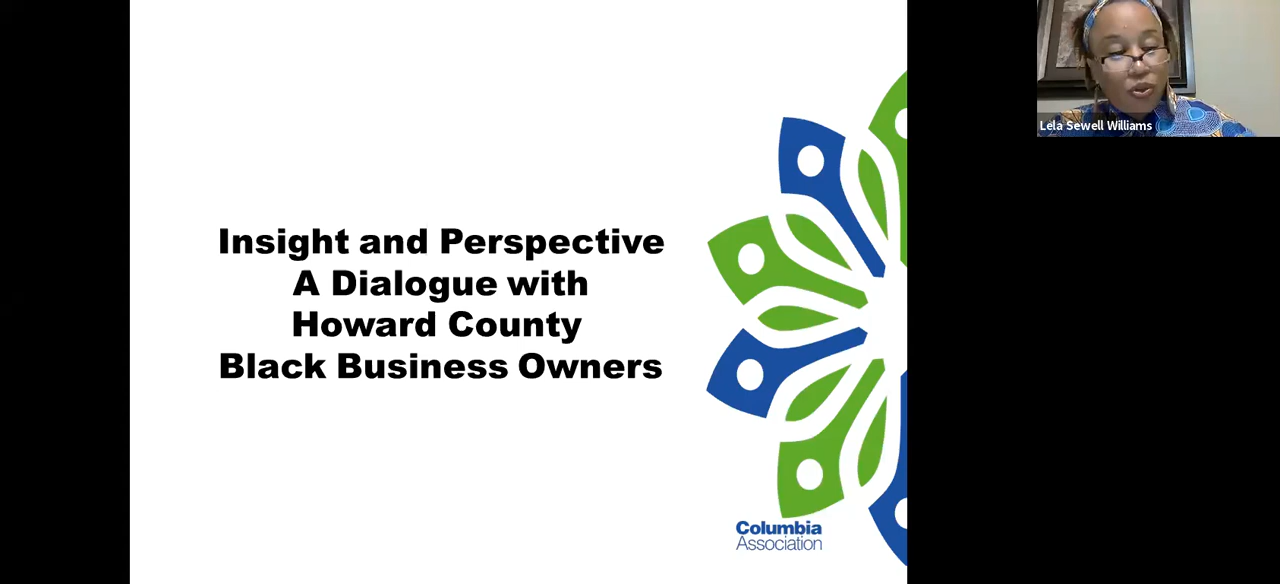 Insight and Perspective
A Dialogue with
Howard County
Black Business Owners
Columbia
Association
Lela Sewell Williams